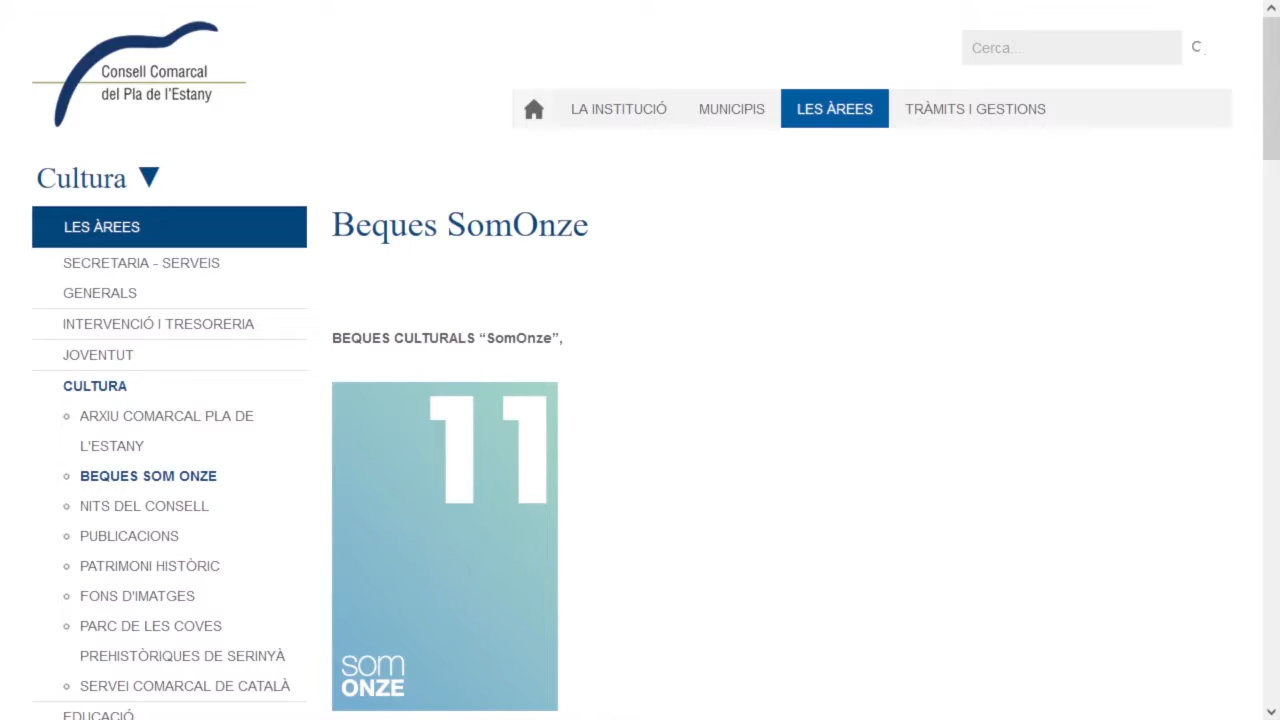 Consell Comarcal
del Pla de l'Estany
Cerca....
LA INSTITUCIÓ
MUNICIPIS
LES ÀREES
TRÀMITS I GESTIONS
Cultura ▼
LES ÀREES
SECRETARIA - SERVEIS
GENERALS
INTERVENCIÓ I TRESORERIA
JOVENTUT
CULTURA
ARXIU COMARCAL PLA DE
L'ESTANY
BEQUES SOM ONZE
NITS DEL CONSELL
PUBLICACIONS
PATRIMONI HISTÒRIC
FONS D'IMATGES
PARC DE LES COVES
PREHISTÒRIQUES DE SERINYÀ
SERVEI COMARCAL DE CATALÀ
EDUCACIÓ
Beques SomOnze
BEQUES CULTURALS “SomOnze”,
11
som
ONZE